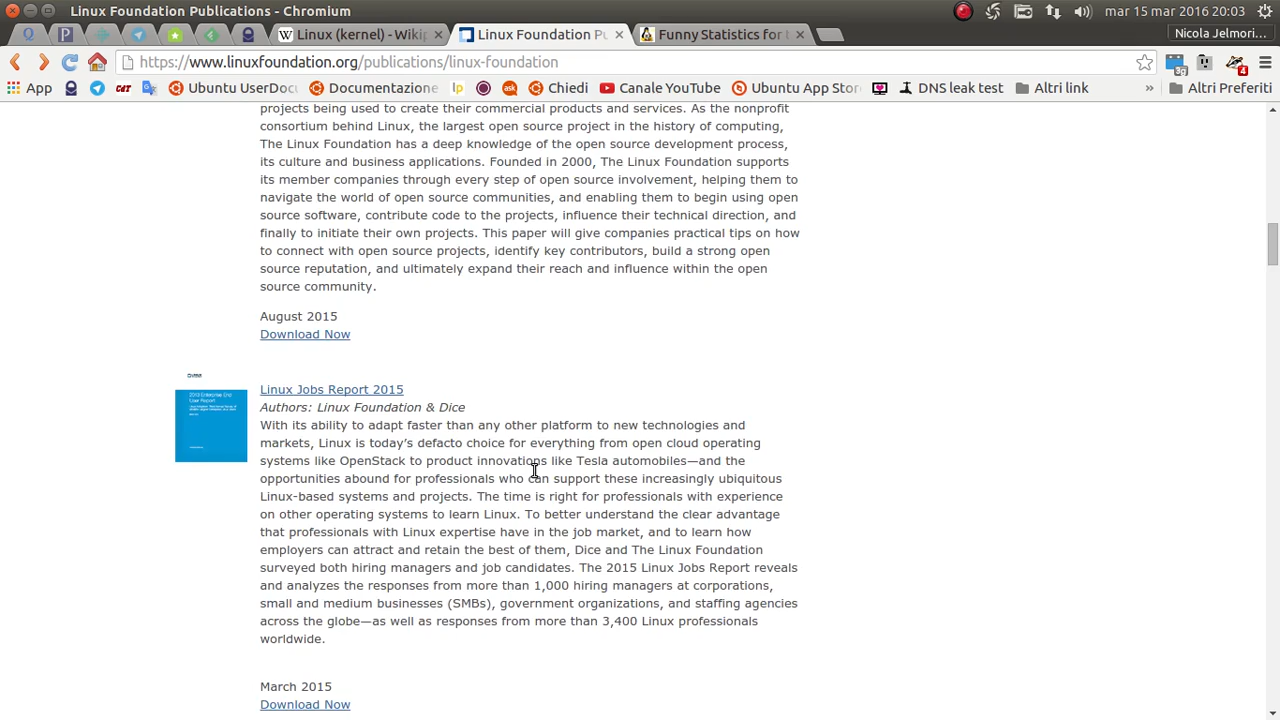 Linux Foundation Publications - Chromium
mar 15 mar 2016 20:03
Nicola Jelmori...
Linux (kernel) - Wikip
Linux Foundation Pu
Funny Statistics for t
https://www.linuxfoundation.org/publications/linux-foundation
App
Ubuntu UserDocu
Documentazione
lp
ask
Chiedi
Canale YouTube
Ubuntu App Store
DNS leak test
Altri link
»
Altri Preferiti
projects being used to create their commercial products and services. As the nonprofit
consortium behind Linux, the largest open source project in the history of computing,
The Linux Foundation has a deep knowledge of the open source development process,
its culture and business applications. Founded in 2000, The Linux Foundation supports
its member companies through every step of open source involvement, helping them to
navigate the world of open source communities, and enabling them to begin using open
source software, contribute code to the projects, influence their technical direction, and
finally to initiate their own projects. This paper will give companies practical tips on how
to connect with open source projects, identify key contributors, build a strong open
source reputation, and ultimately expand their reach and influence within the open
source community.
August 2015
Download Now
Linux Jobs Report 2015
Authors: Linux Foundation & Dice
With its ability to adapt faster than any other platform to new technologies and
markets, Linux is today’s defacto choice for everything from open cloud operating
systems like OpenStack to product innovations like Tesla automobiles—and the
opportunities abound for professionals who can support these increasingly ubiquitous
Linux-based systems and projects. The time is right for professionals with experience
on other operating systems to learn Linux. To better understand the clear advantage
that professionals with Linux expertise have in the job market, and to learn how
employers can attract and retain the best of them, Dice and The Linux Foundation
surveyed both hiring managers and job candidates. The 2015 Linux Jobs Report reveals
and analyzes the responses from more than 1,000 hiring managers at corporations,
small and medium businesses (SMBs), government organizations, and staffing agencies
across the globe—as well as responses from more than 3,400 Linux professionals
worldwide.
March 2015
Download Now